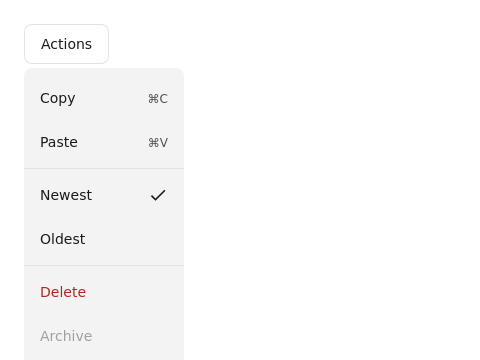 Actions
Copy ⌘C
Paste ⌘V
Newest
Oldest
Delete
Archive